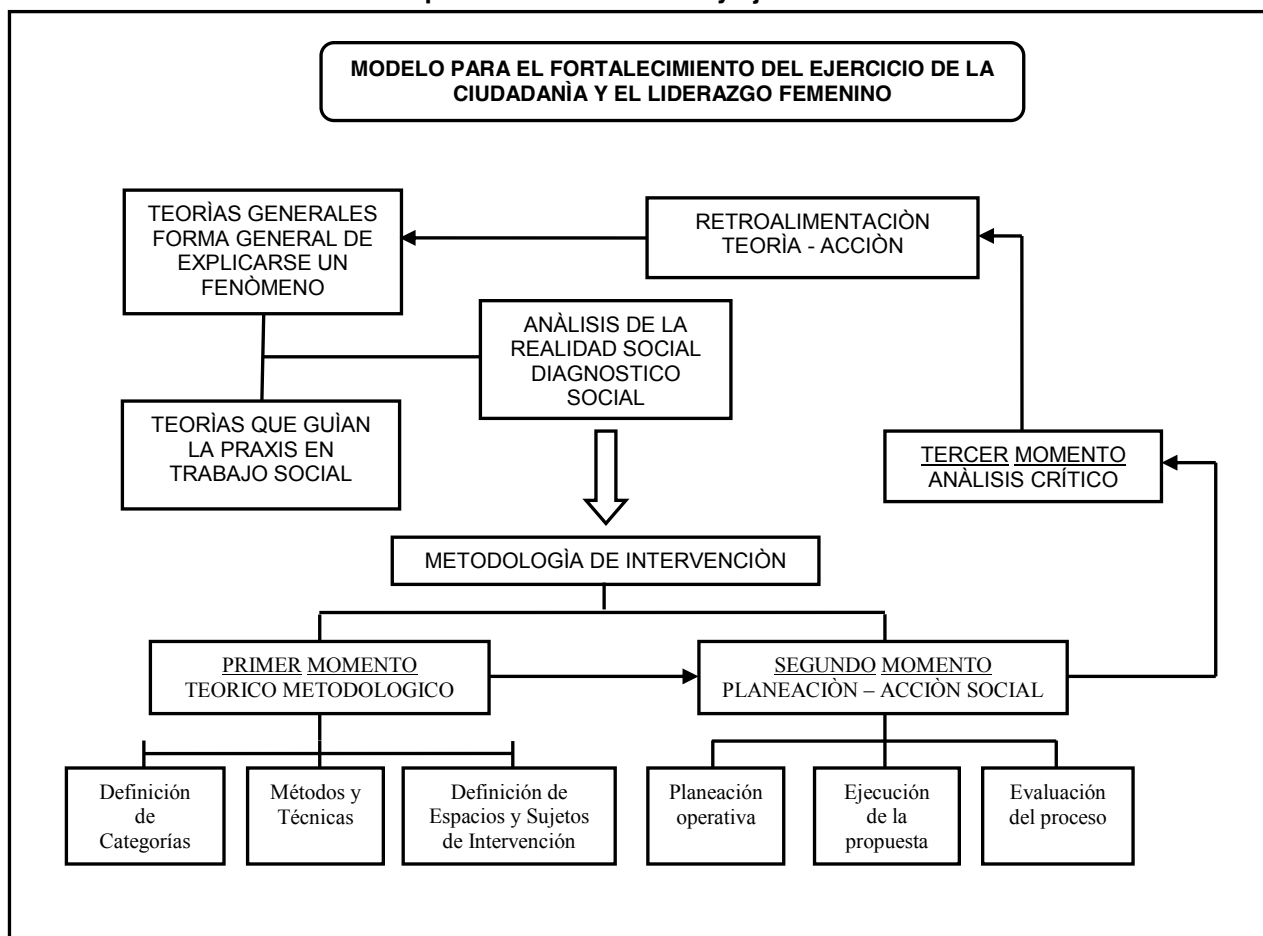 MODELO PARA EL FORTALECIMIENTO DEL EJERCICIO DE LA
CIUDADANÌA Y EL LIDERAZGO FEMENINO
TEORÌAS GENERALES
FORMA GENERAL DE
EXPLICARSE UN
FENÒMENO
RETROALIMENTACIÒN
TEORÌA - ACCIÒN
ANÀLISIS DE LA
REALIDAD SOCIAL
DIAGNOSTICO
SOCIAL
TEORÌAS QUE GUÌAN
LA PRAXIS EN
TRABAJO SOCIAL
TERCER MOMENTO
ANÀLISIS CRÍTICO
METODOLOGÌA DE INTERVENCIÒN
PRIMER MOMENTO
TEORICO METODOLOGICO
SEGUNDO MOMENTO
PLANEACIÒN – ACCIÒN SOCIAL
Definición
de
Categorías
Métodos y
Técnicas
Definición de
Espacios y Sujetos
de Intervención
Planeación
operativa
Ejecución
de la
propuesta
Evaluación
del proceso